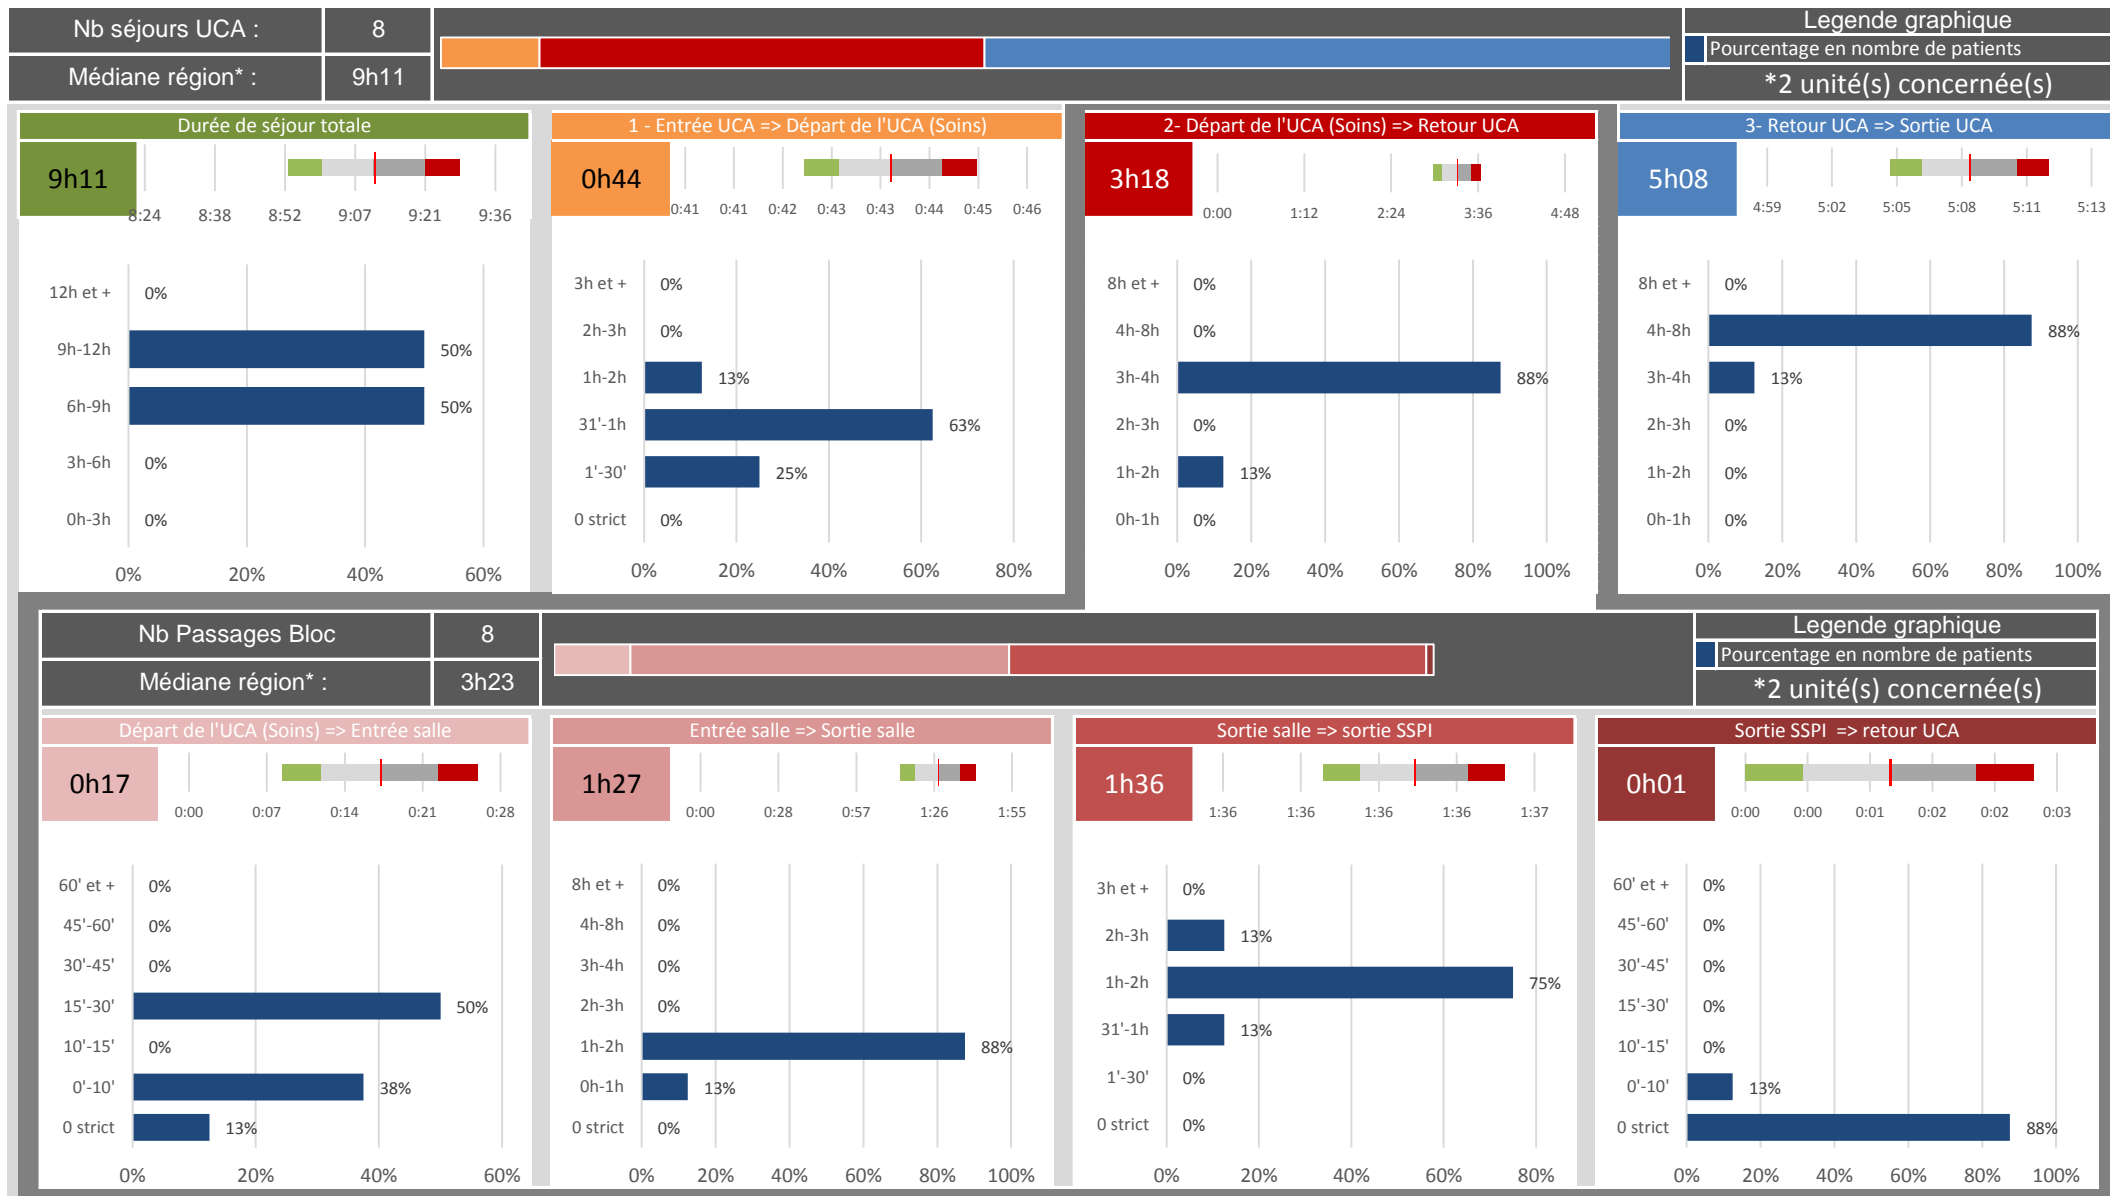 Nb séjours UCA :
8
Médiane région* :
9h11
Legende graphique
Pourcentage en nombre de patients
*2 unité(s) concernée(s)
Durée de séjour totale
9h11
8:24 8:38 8:52 9:07 9:21 9:36
12h et + 0%
9h-12h 50%
6h-9h 50%
3h-6h 0%
0h-3h 0%
0% 20% 40% 60%
1 - Entrée UCA => Départ de l'UCA (Soins)
0h44
0:41 0:41 0:42 0:43 0:43 0:44 0:45 0:46
3h et + 0%
2h-3h 0%
1h-2h 13%
31'-1h 63%
1'-30' 25%
0 strict 0%
0% 20% 40% 60% 80%
2- Départ de l'UCA (Soins) => Retour UCA
3h18
0:00 1:12 2:24 3:36 4:48
8h et + 0%
4h-8h 0%
3h-4h 88%
2h-3h 0%
1h-2h 13%
0h-1h 0%
0% 20% 40% 60% 80% 100%
3- Retour UCA => Sortie UCA
5h08
4:59 5:02 5:05 5:08 5:11 5:13
8h et + 0%
4h-8h 88%
3h-4h 13%
2h-3h 0%
1h-2h 0%
0h-1h 0%
0% 20% 40% 60% 80% 100%
Nb Passages Bloc
8
Médiane région* :
3h23
Legende graphique
Pourcentage en nombre de patients
*2 unité(s) concernée(s)
Départ de l'UCA (Soins) => Entrée salle
0h17
0:00 0:07 0:14 0:21 0:28
60' et + 0%
45'-60' 0%
30'-45' 0%
15'-30' 50%
10'-15' 0%
0'-10' 38%
0 strict 13%
0% 20% 40% 60%
Entrée salle => Sortie salle
1h27
0:00 0:28 0:57 1:26 1:55
8h et + 0%
4h-8h 0%
3h-4h 0%
2h-3h 0%
1h-2h 88%
0h-1h 13%
0 strict 0%
0% 20% 40% 60% 80% 100%
Sortie salle => sortie SSPI
1h36
1:36 1:36 1:36 1:36 1:37
3h et + 0%
2h-3h 13%
1h-2h 75%
31'-1h 13%
1'-30' 0%
0 strict 0%
0% 20% 40% 60% 80%
Sortie SSPI => retour UCA
0h01
0:00 0:00 0:01 0:02 0:02 0:03
60' et + 0%
45'-60' 0%
30'-45' 0%
15'-30' 0%
10'-15' 0%
0'-10' 13%
0 strict 88%
0% 20% 40% 60% 80% 100%